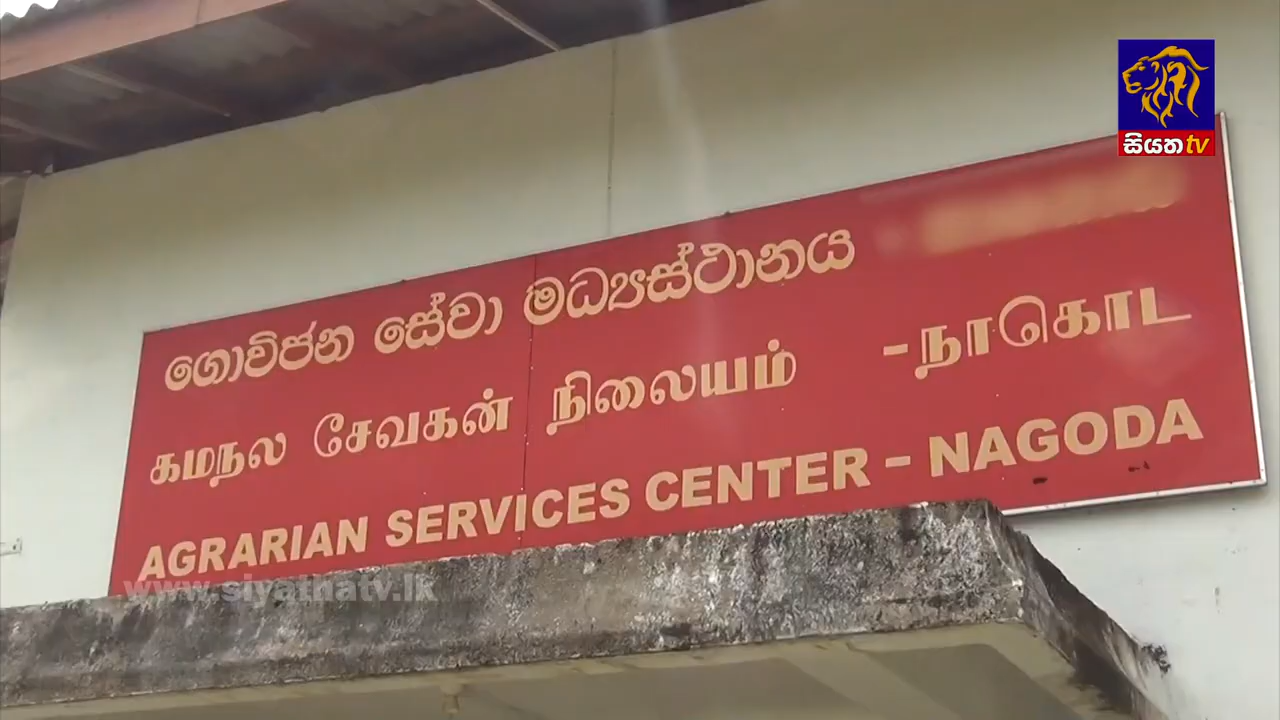 සියත tv
ගොවිජන සේවා මධ්‍යස්ථානය
கமநல சேவகன் நிலையம் -நாகொட
AGRARIAN SERVICES CENTER - NAGODA
www.siyathatv.lk